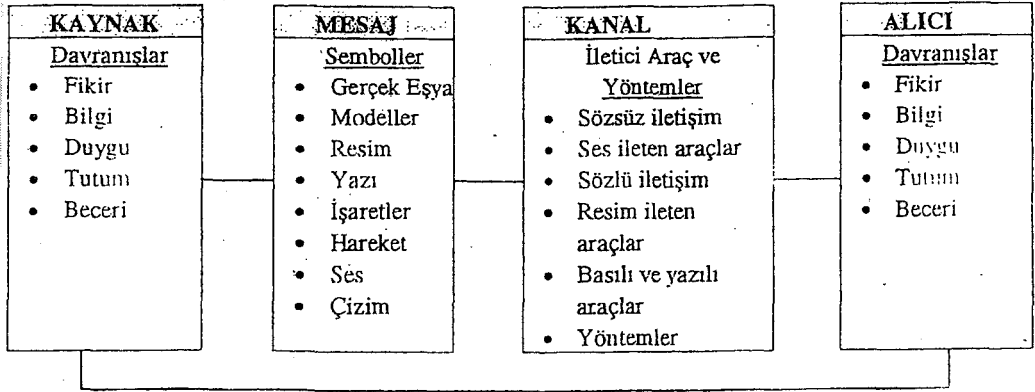 KAYNAK
Davranışlar
• Fikir
• Bilgi
• Duygu
• Tutum
• Beceri
MESAJ
Semboller
• Gerçek Eşya
• Modeller
• Resim
• Yazı
• İşaretler
• Hareket
• Ses
• Çizim
KANAL
İletici Araç ve
Yöntemler
• Sözsüz iletişim
• Ses ileten araçlar
• Sözlü iletişim
• Resim ileten
araçlar
• Basılı ve yazılı
araçlar
• Yöntemler
ALICI
Davranışlar
• Fikir
• Bilgi
• Duygu
• Tutum
• Beceri